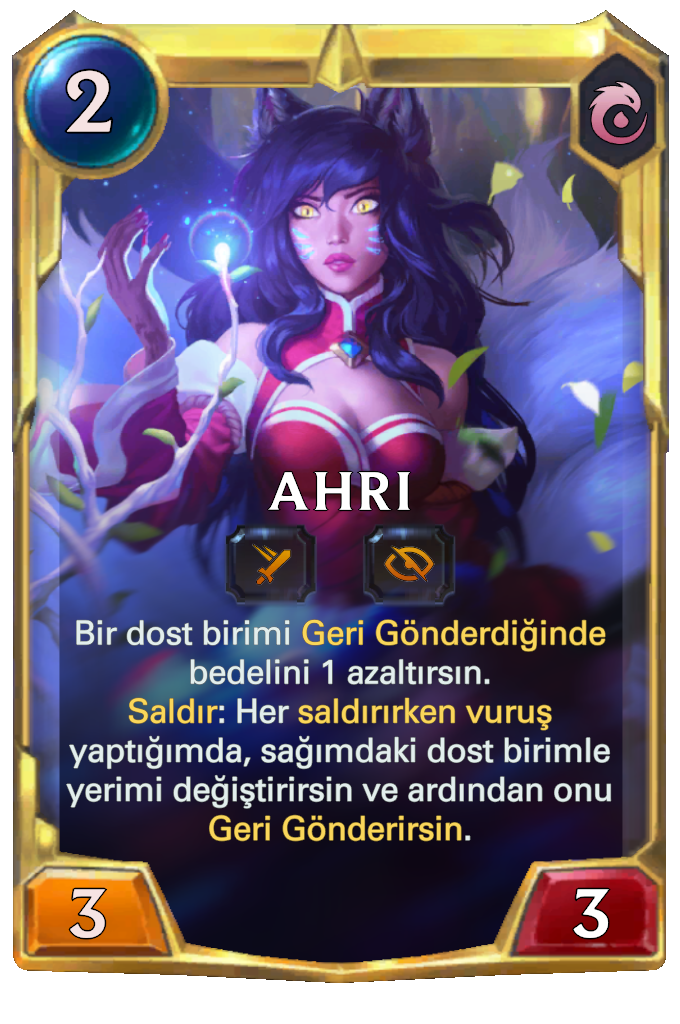 2
AHRI
Bir dost birimi Geri Gönderdiğinde
bedelini 1 azaltırsın.
Saldır: Her saldırırken vuruş
yaptığımda, sağımdaki dost birimle
yerimi değiştirirsin ve ardından onu
Geri Gönderirsin.
3
3